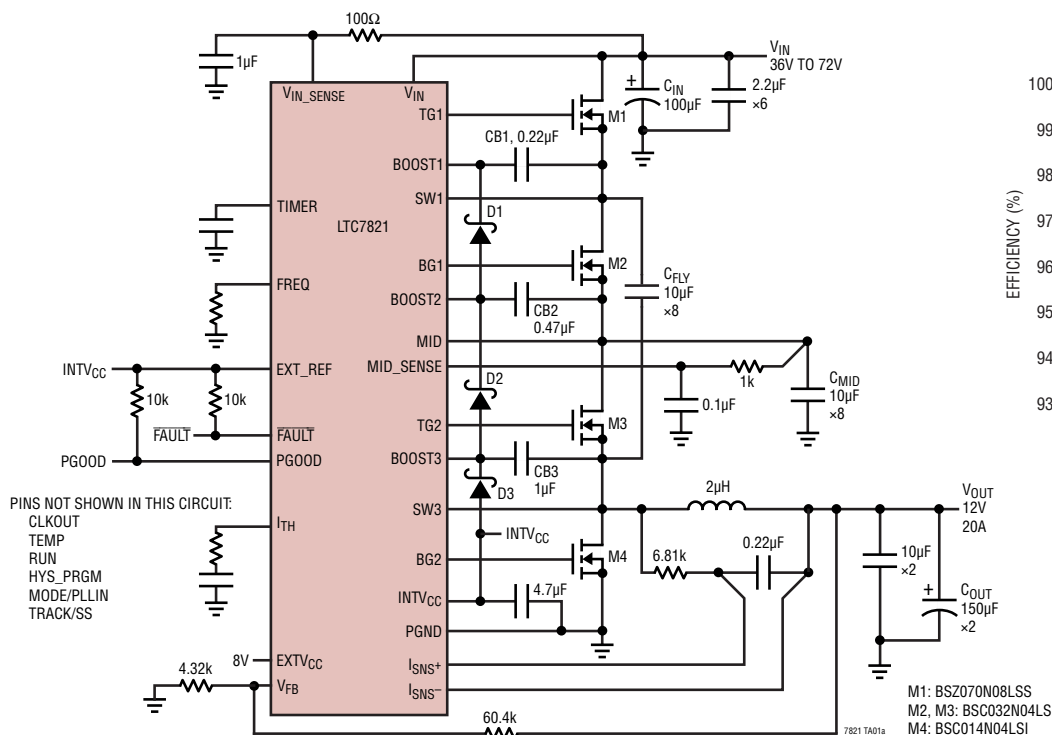 100Ω
1μF
VIN_SENSE
VIN
VIN
36V TO 72V
+
CIN
100μF
2.2μF
×6
TG1
M1
CB1, 0.22μF
BOOST1
SW1
D1
TIMER
LTC7821
BG1
M2
CFLY
10μF
×8
FREQ
BOOST2
CB2
0.47μF
MID
MID_SENSE
1k
0.1μF
CMID
10μF
×8
INTVCC
EXT_REF
10k
10k
FAULT
FAULT
PGOOD
PGOOD
D2
TG2
M3
BOOST3
CB3
1μF
D3
PINS NOT SHOWN IN THIS CIRCUIT:
CLKOUT
TEMP
RUN
HYS_PRGM
MODE/PLLIN
TRACK/SS
ITH
SW3
2μH
VOUT
12V
20A
INTVCC
6.81k
0.22μF
BG2
M4
10μF
×2
+
COUT
150μF
×2
INTVCC
4.7μF
PGND
ISNS+
ISNS–
8V
EXTVCC
4.32k
VFB
60.4k
7821 TA01a
M1: BSZ070N08LSS
M2, M3: BSC032N04LS
M4: BSC014N04LSI
EFFICIENCY (%)
100
99
98
97
96
95
94
93